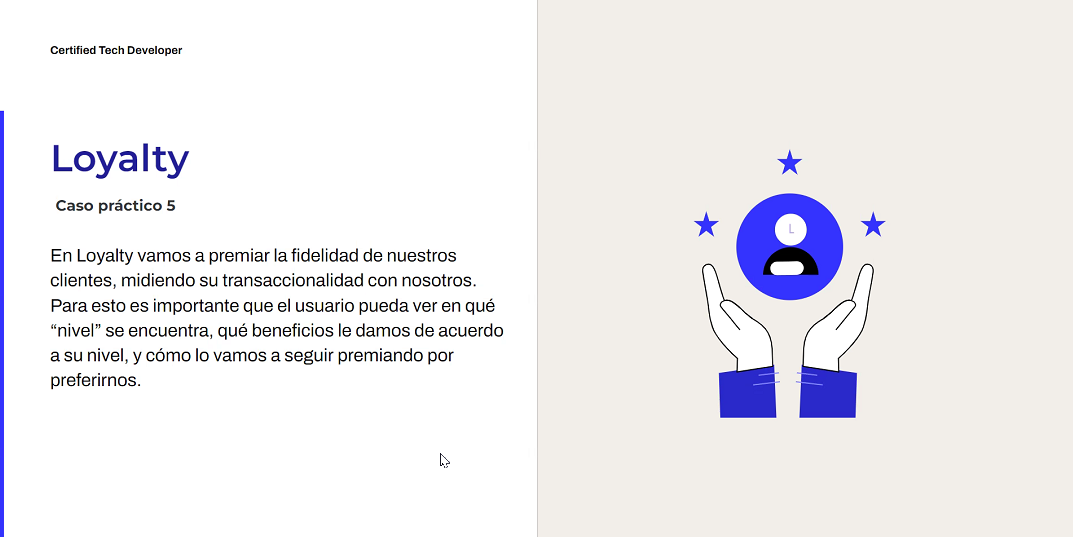 Certified Tech Developer
Loyalty
Caso práctico 5
En Loyalty vamos a premiar la fidelidad de nuestros
clientes, midiendo su transaccionalidad con nosotros.
Para esto es importante que el usuario pueda ver en qué
“nivel” se encuentra, qué beneficios le damos de acuerdo
a su nivel, y cómo lo vamos a seguir premiando por
preferirnos.
L